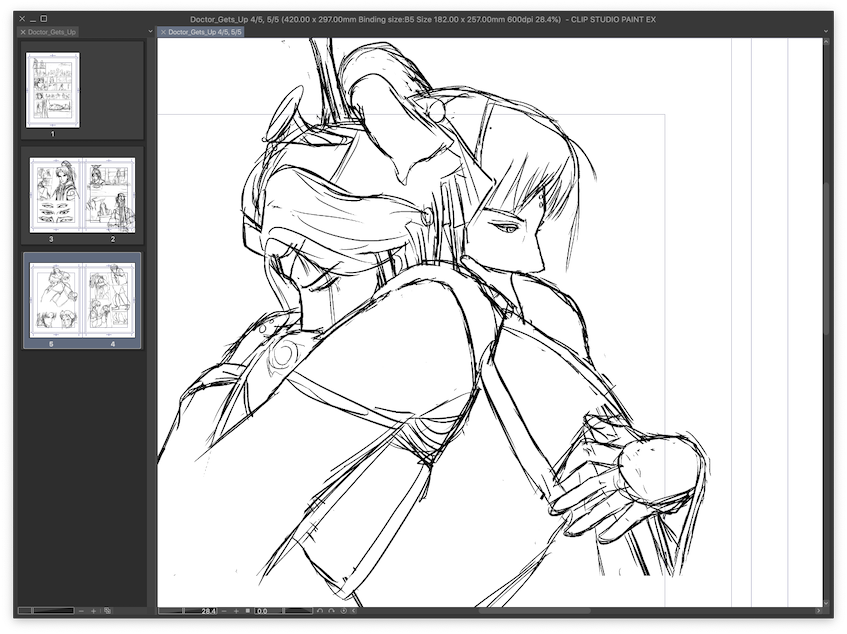 Doctor_Gets_Up 4/5, 5/5 (420.00 x 297.00mm Binding size:B5 Size 182.00 x 257.00mm 600dpi 28.4%) - CLIP STUDIO PAINT EX
Doctor_Gets_Up
Doctor_Gets_Up 4/5, 5/5
1
3 2
5 4
28.4
0.0